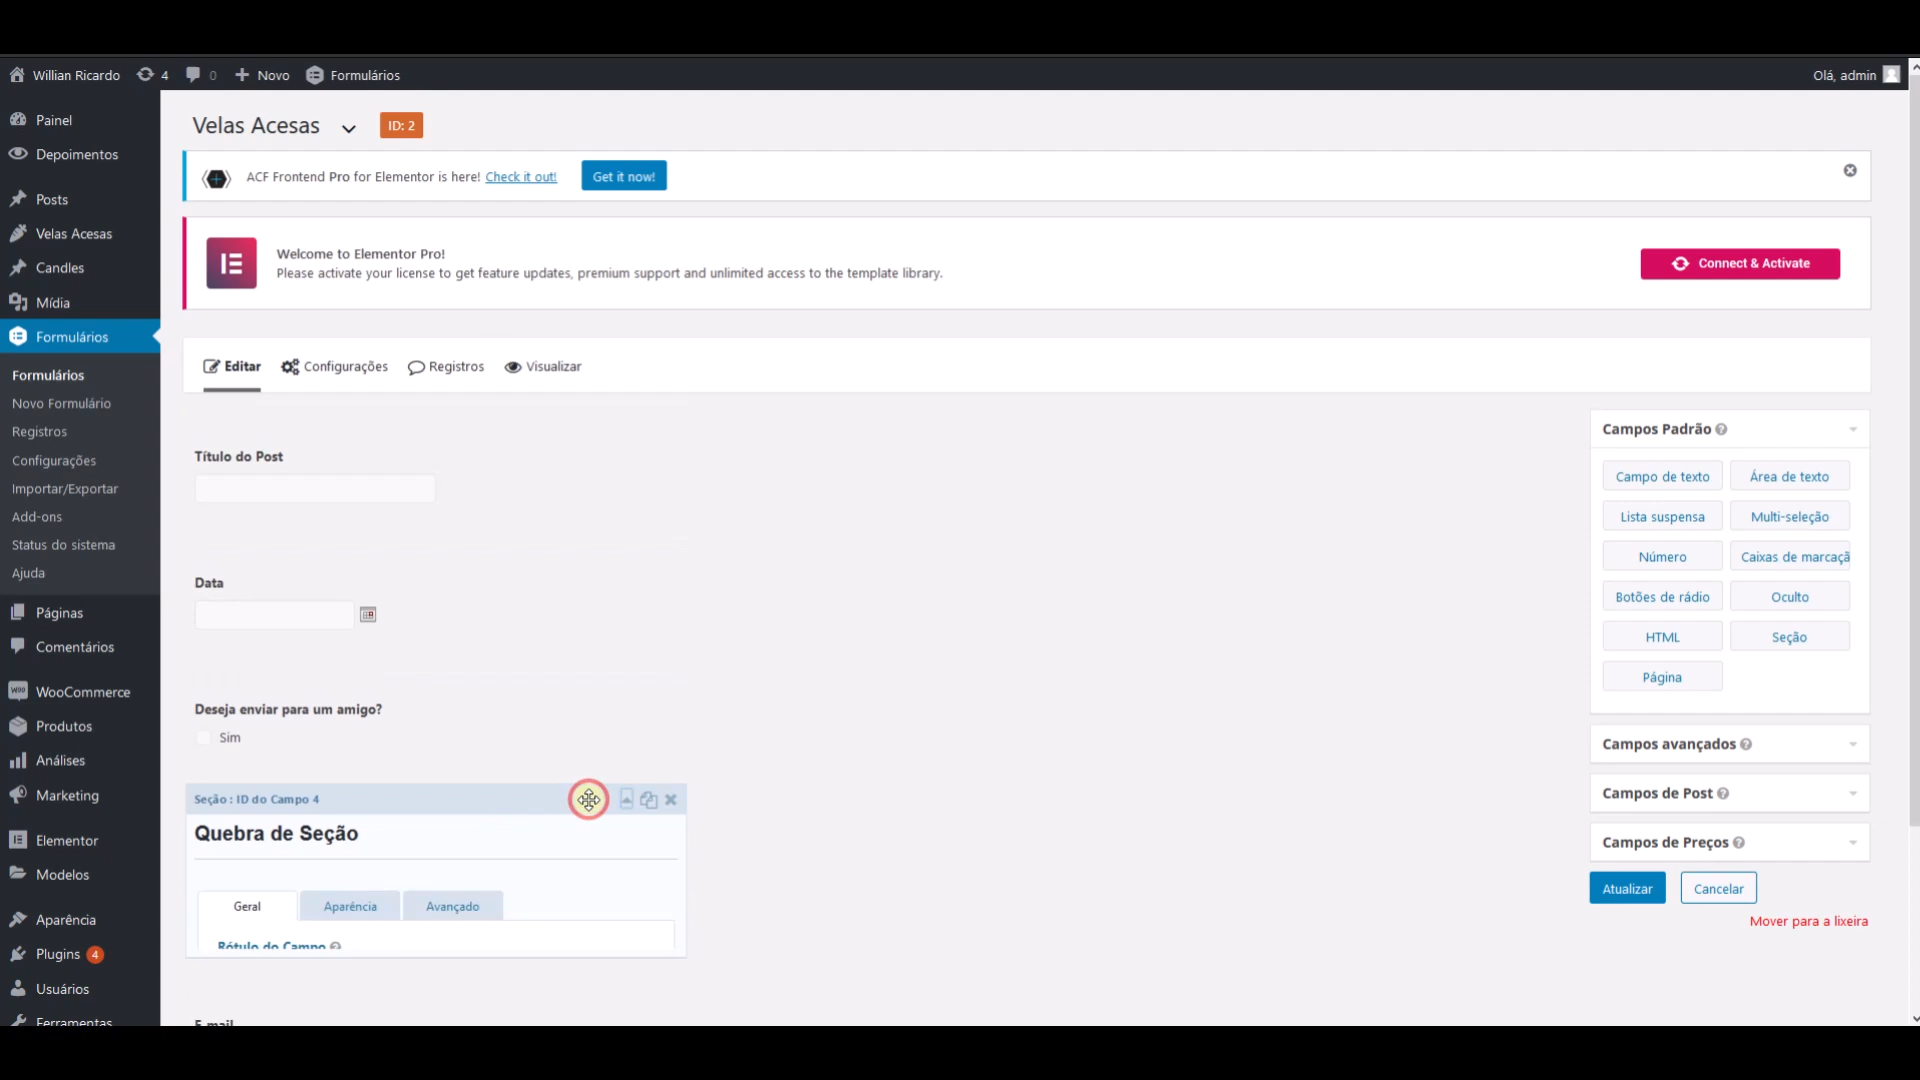 Willian Ricardo 4 0 Novo Formulários Olá, admin
Painel
Depoimentos
Posts
Velas Acesas
Candles
Mídia
Formulários
Formulários
Novo Formulário
Registros
Configurações
Importar/Exportar
Add-ons
Status do sistema
Ajuda
Páginas
Comentários
WooCommerce
Produtos
Análises
Marketing
Elementor
Modelos
Aparência
Plugins 4
Usuários
Ferramentas
Velas Acesas ID: 2
ACF Frontend Pro for Elementor is here! Check it out! Get it now!
Welcome to Elementor Pro!
Please activate your license to get feature updates, premium support and unlimited access to the template library.
Connect & Activate
Editar Configurações Registros Visualizar
Título do Post
Data
Deseja enviar para um amigo?
Sim
Seção : ID do Campo 4
Quebra de Seção
Geral Aparência Avançado
Rótulo do Campo
E-mail
Campos Padrão
Campo de texto Área de texto
Lista suspensa Multi-seleção
Número Caixas de marcaçã
Botões de rádio Oculto
HTML Seção
Página
Campos avançados
Campos de Post
Campos de Preços
Atualizar Cancelar
Mover para a lixeira